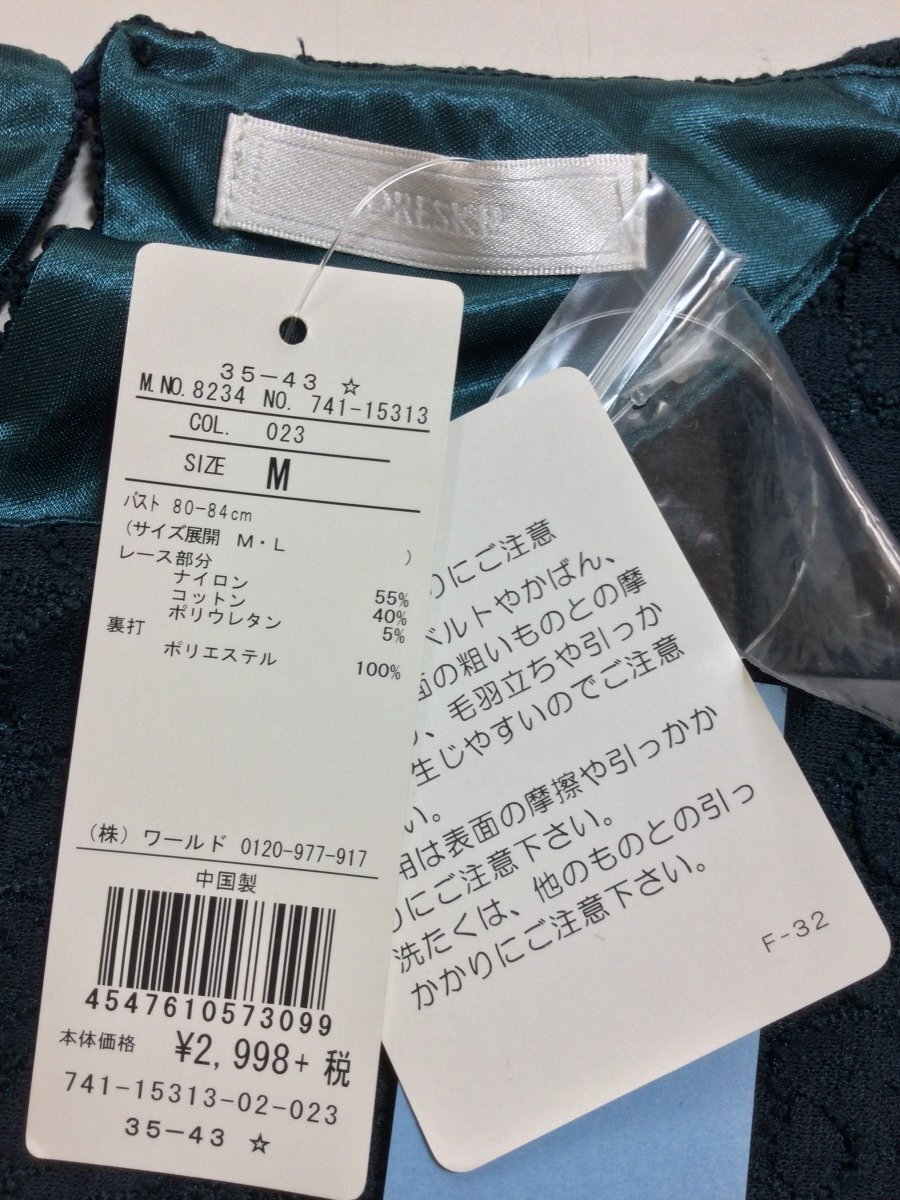 DRESKIP
35-43 ☆
M.NO.8234 NO. 741-15313
COL. 023
SIZE M
バスト 80-84cm
(サイズ展開 M・L )
レース部分
ナイロン 55%
コットン 40%
ポリウレタン 5%
裏打
ポリエステル 100%
(株)ワールド 0120-977-917
中国製
4547610573099
本体価格 ¥2,998+税
741-15313-02-023
35-43 ☆
りにご注意
ベルトやかばん、
面の粗いものとの摩
、毛羽立ちや引っか
生じやすいのでご注意
い。
用は表面の摩擦や引っかか
りにご注意下さい。
洗たくは、他のものとの引っ
かかりにご注意下さい。
F-32